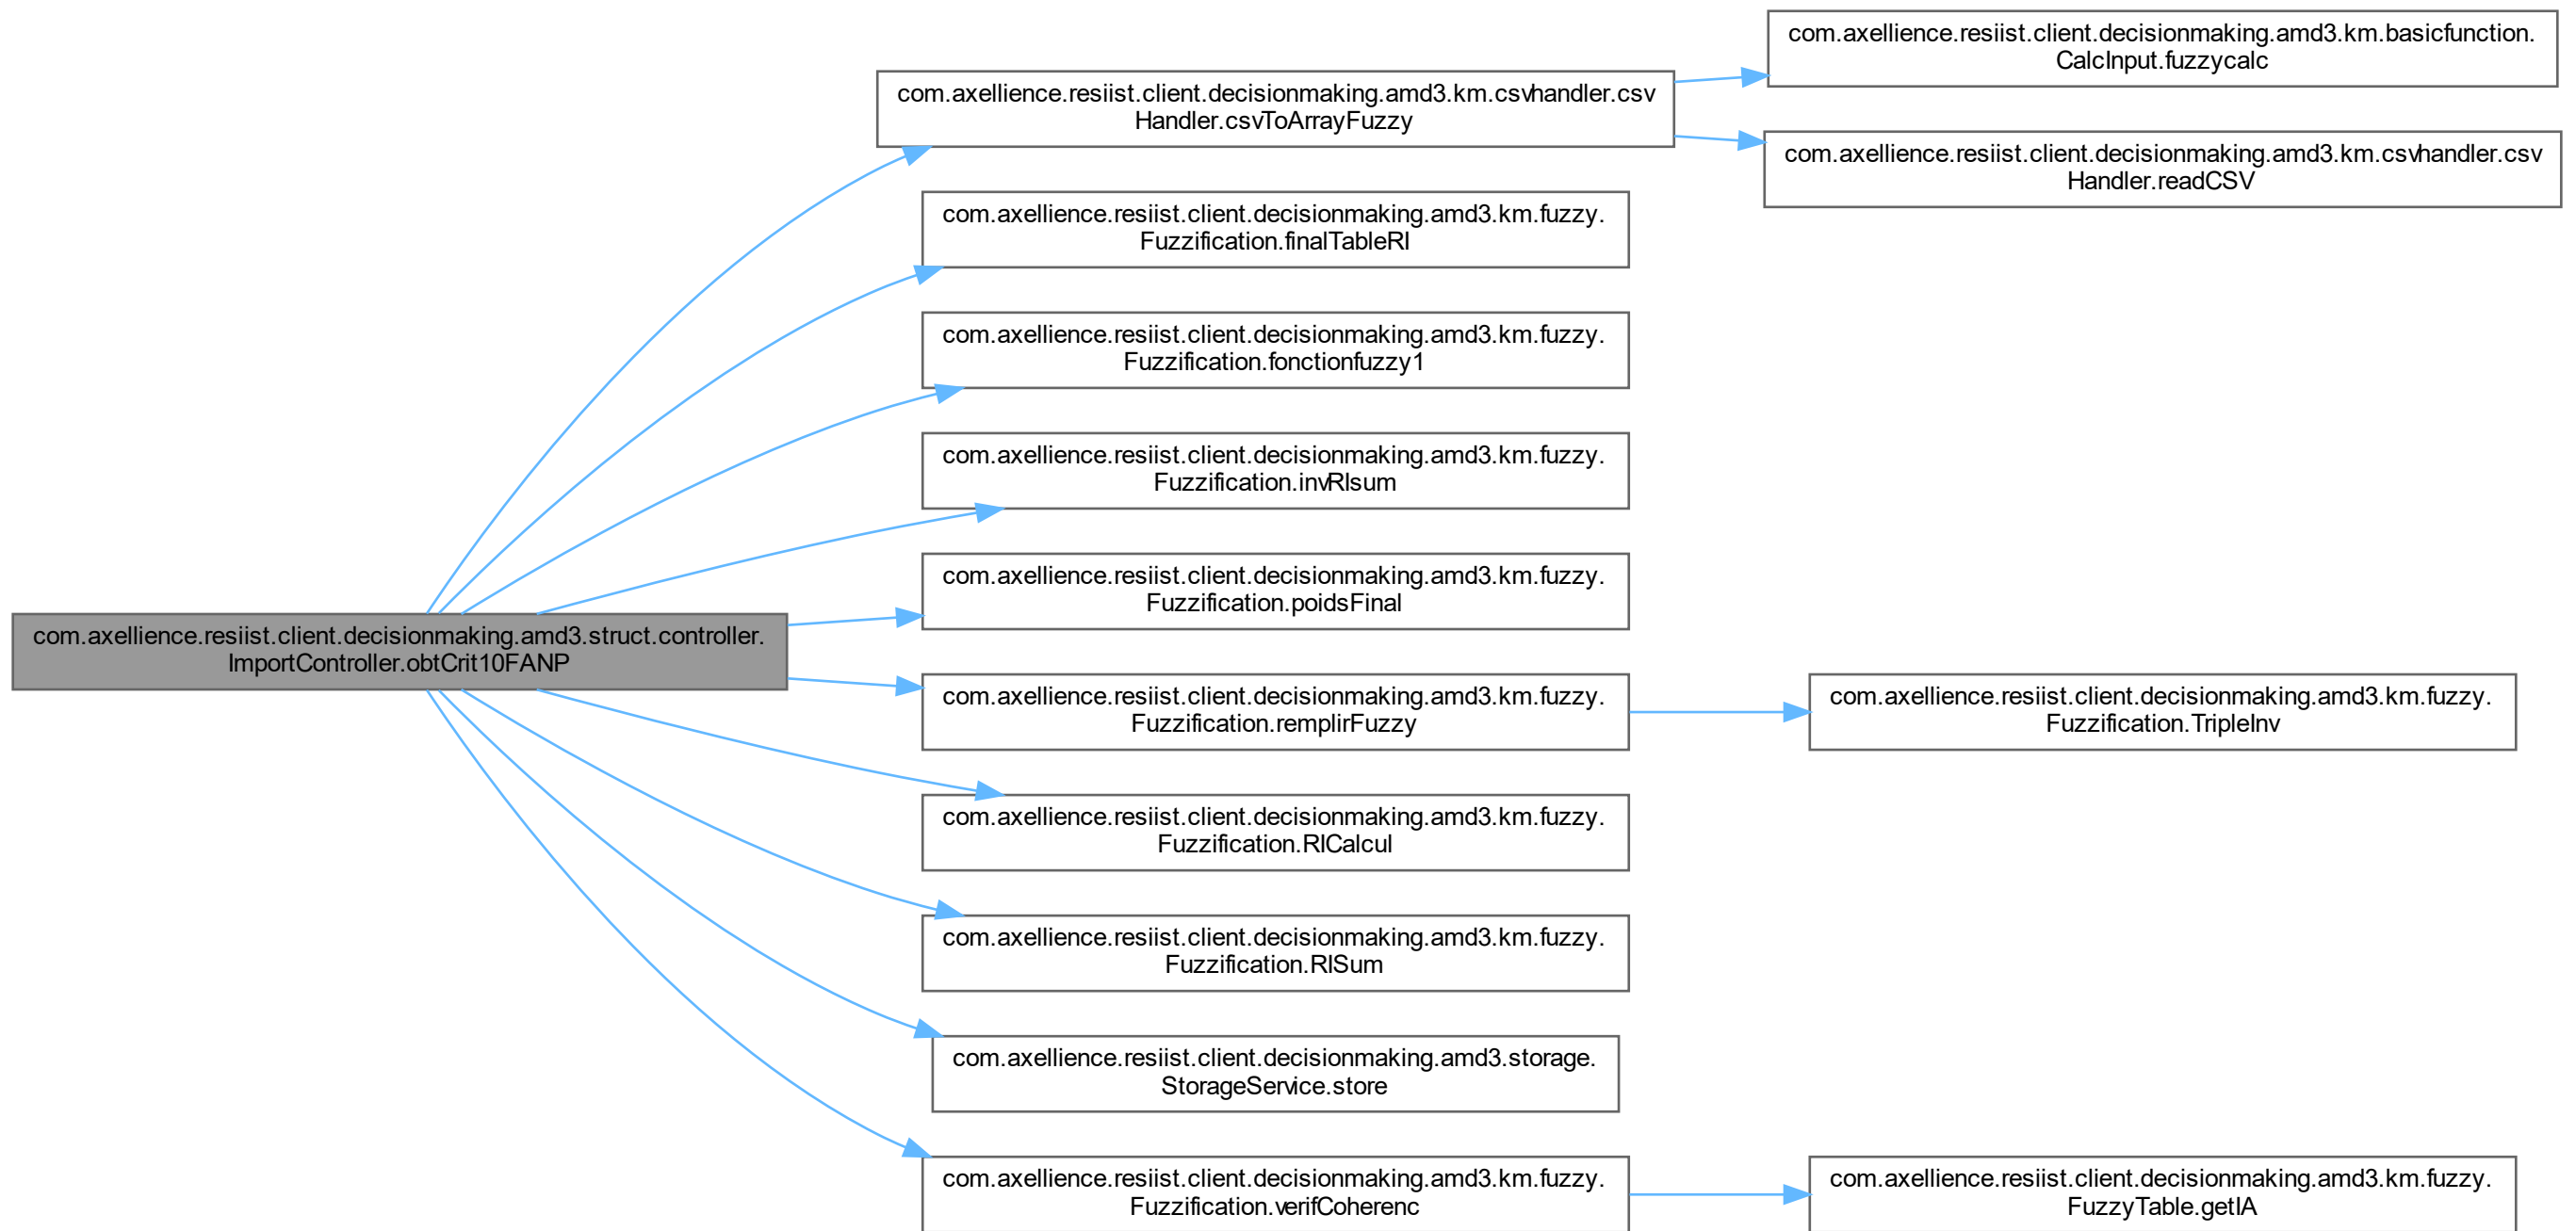 com.axellience.resiist.client.decisionmaking.amd3.struct.controller.
ImportController.obtCrit10FANP
com.axellience.resiist.client.decisionmaking.amd3.km.csvhandler.csv
Handler.csvToArrayFuzzy
com.axellience.resiist.client.decisionmaking.amd3.km.basicfunction.
CalcInput.fuzzycalc
com.axellience.resiist.client.decisionmaking.amd3.km.csvhandler.csv
Handler.readCSV
com.axellience.resiist.client.decisionmaking.amd3.km.fuzzy.
Fuzzification.finalTableRI
com.axellience.resiist.client.decisionmaking.amd3.km.fuzzy.
Fuzzification.fonctionfuzzy1
com.axellience.resiist.client.decisionmaking.amd3.km.fuzzy.
Fuzzification.invRIsum
com.axellience.resiist.client.decisionmaking.amd3.km.fuzzy.
Fuzzification.poidsFinal
com.axellience.resiist.client.decisionmaking.amd3.km.fuzzy.
Fuzzification.remplirFuzzy
com.axellience.resiist.client.decisionmaking.amd3.km.fuzzy.
Fuzzification.TripleInv
com.axellience.resiist.client.decisionmaking.amd3.km.fuzzy.
Fuzzification.RICalcul
com.axellience.resiist.client.decisionmaking.amd3.km.fuzzy.
Fuzzification.RISum
com.axellience.resiist.client.decisionmaking.amd3.storage.
StorageService.store
com.axellience.resiist.client.decisionmaking.amd3.km.fuzzy.
Fuzzification.verifCoherenc
com.axellience.resiist.client.decisionmaking.amd3.km.fuzzy.
FuzzyTable.getIA